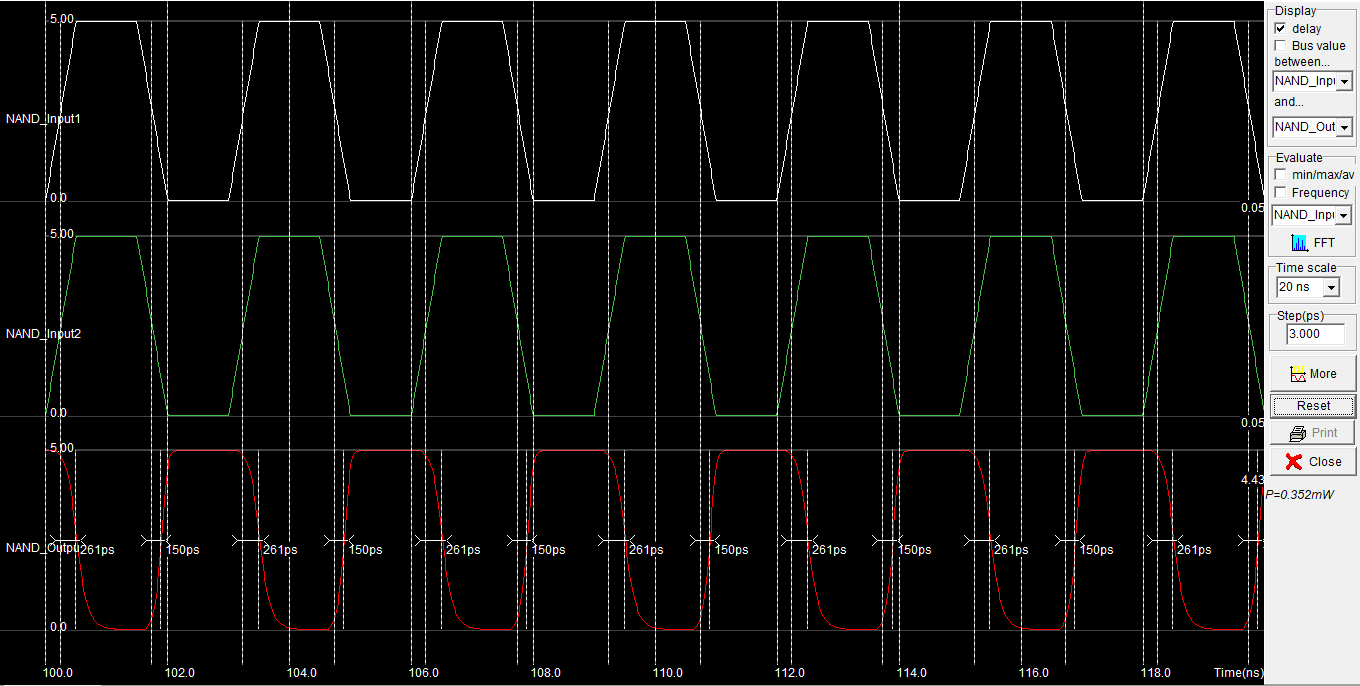 5.00
NAND_Input1
0.0
0.05
5.00
NAND_Input2
0.0
0.05
5.00
4.43
NAND_Outpu
261ps 150ps 261ps 150ps 261ps 150ps 261ps 150ps 261ps 150ps 261ps 150ps 261ps
0.0
100.0 102.0 104.0 106.0 108.0 110.0 112.0 114.0 116.0 118.0 Time(ns)
Display
delay
Bus value
between...
NAND_Inpu
and...
NAND_Out
Evaluate
min/max/av
Frequency
NAND_Inpu
FFT
Time scale
20 ns
Step(ps)
3.000
More
Reset
Print
Close
P=0.352mW